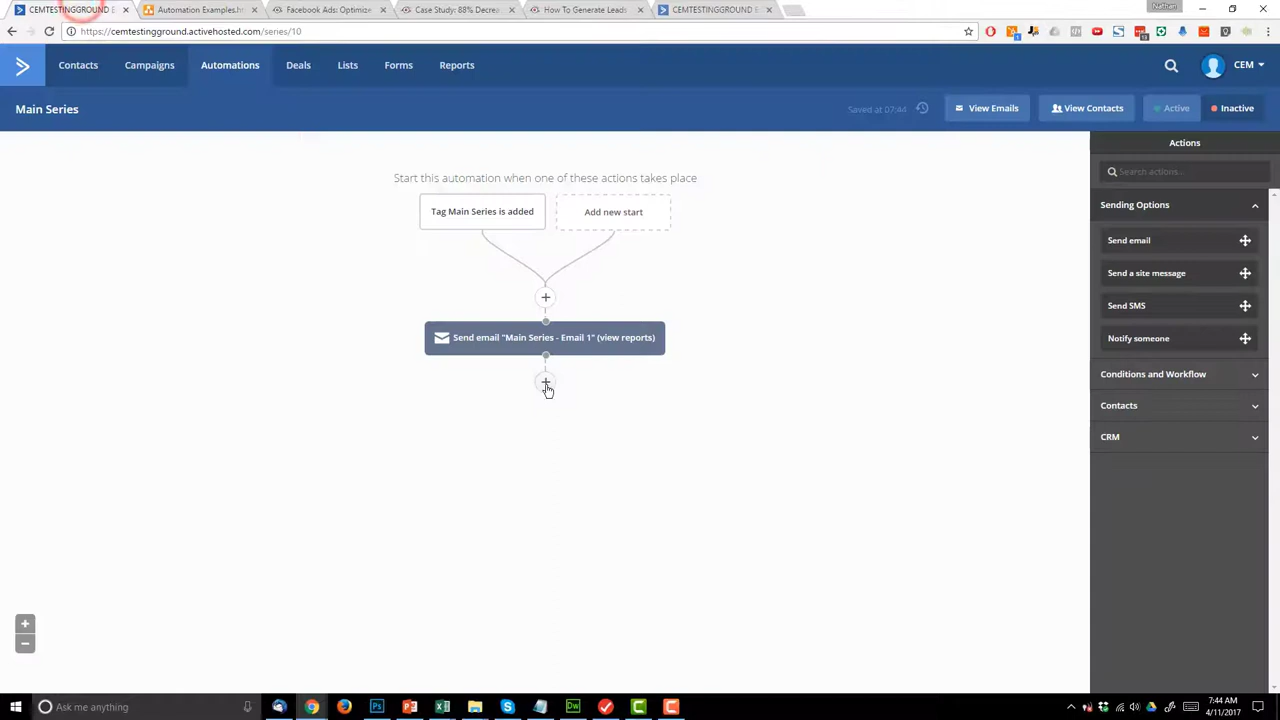 Nathan
CEMTESTINGGROUND E
Automation Examples.ht
Facebook Ads: Optimize
Case Study: 88% Decrea
How To Generate Leads
CEMTESTINGGROUND E
https://cemtestingground.activehosted.com/series/10
Contacts
Campaigns
Automations
Deals
Lists
Forms
Reports
CEM
Main Series
Saved at 07:44
View Emails
View Contacts
Active
Inactive
Start this automation when one of these actions takes place
Tag Main Series is added
Add new start
Send email "Main Series - Email 1" (view reports)
Actions
Search actions...
Sending Options
Send email
Send a site message
Send SMS
Notify someone
Conditions and Workflow
Contacts
CRM
Ask me anything
7:44 AM
4/11/2017